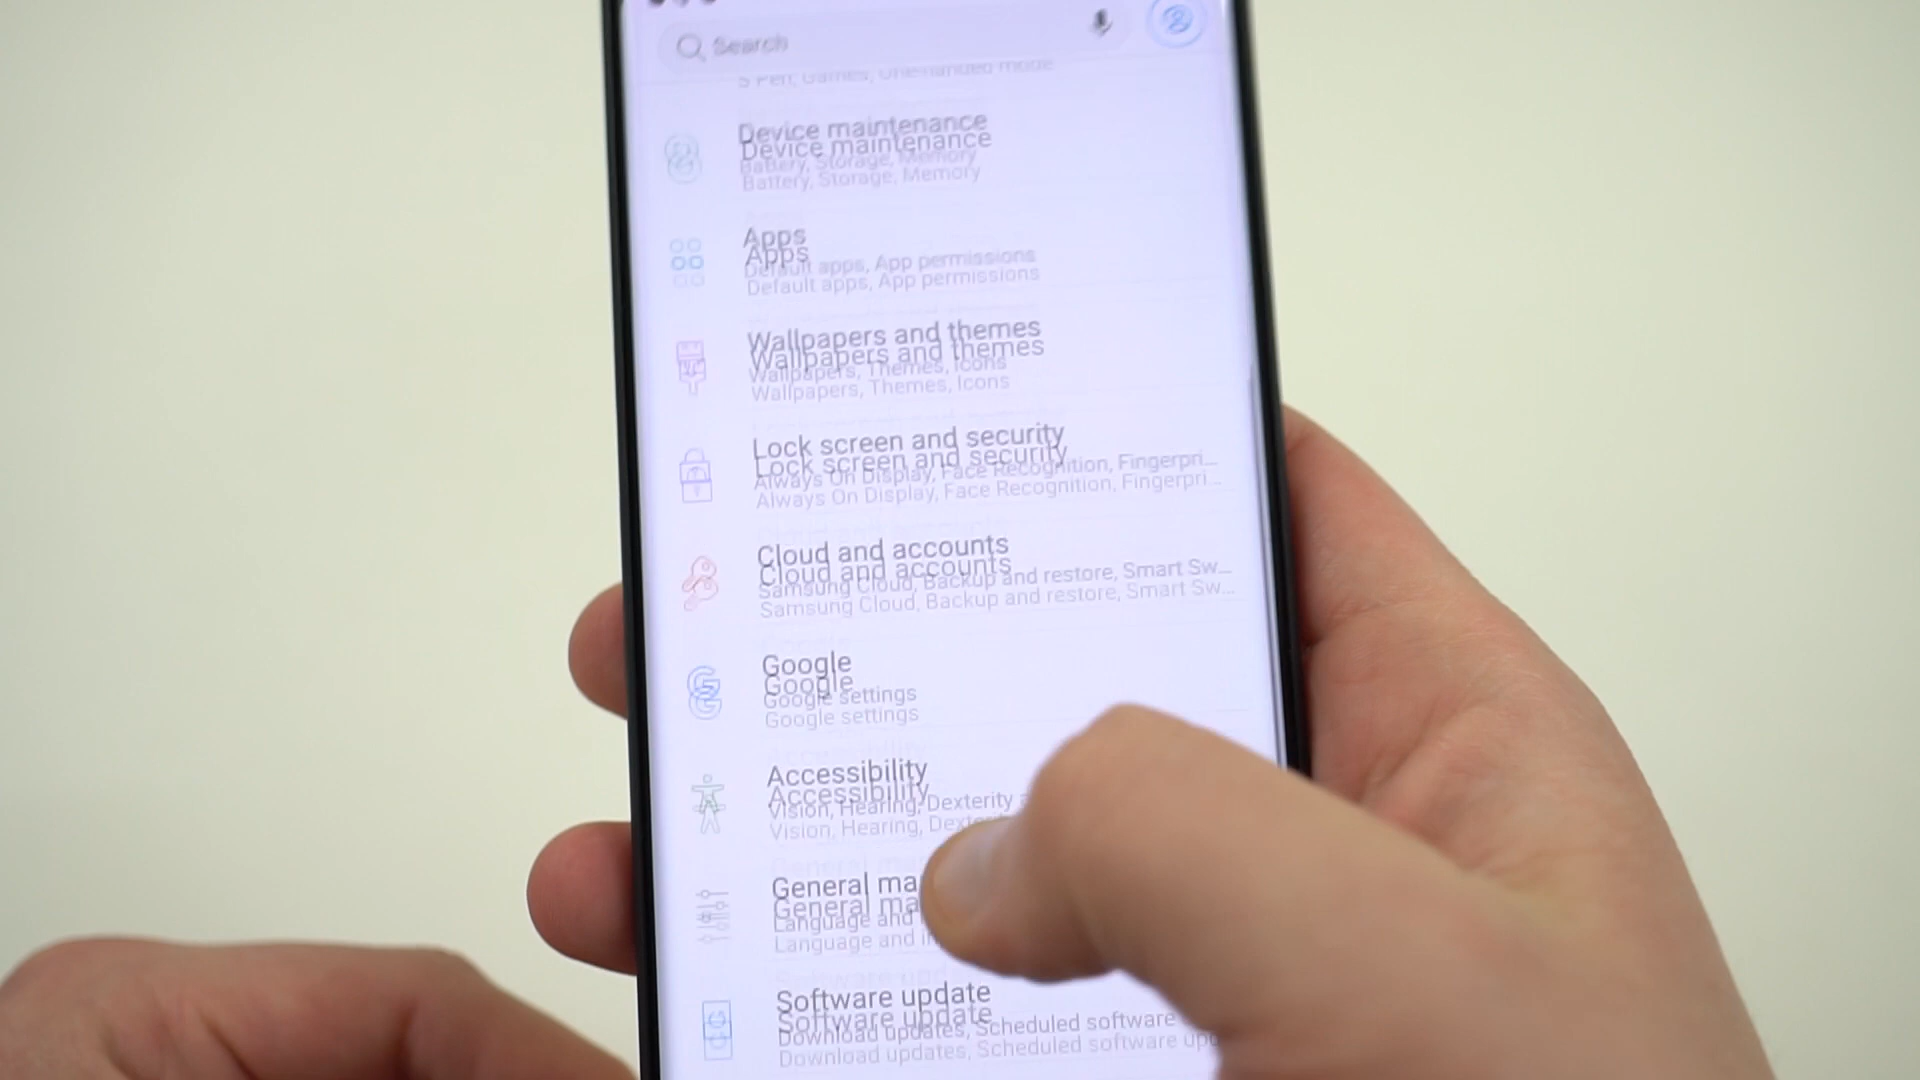 Search
S Pen, Games, One-handed mode
Device maintenance
Battery, Storage, Memory
Apps
Default apps, App permissions
Wallpapers and themes
Wallpapers, Themes, Icons
Lock screen and security
Always On Display, Face Recognition, Fingerpri...
Cloud and accounts
Samsung Cloud, Backup and restore, Smart Sw...
Google
Google settings
Accessibility
Vision, Hearing, Dexterity
General ma
Language and
Software update
Download updates, Scheduled software upd